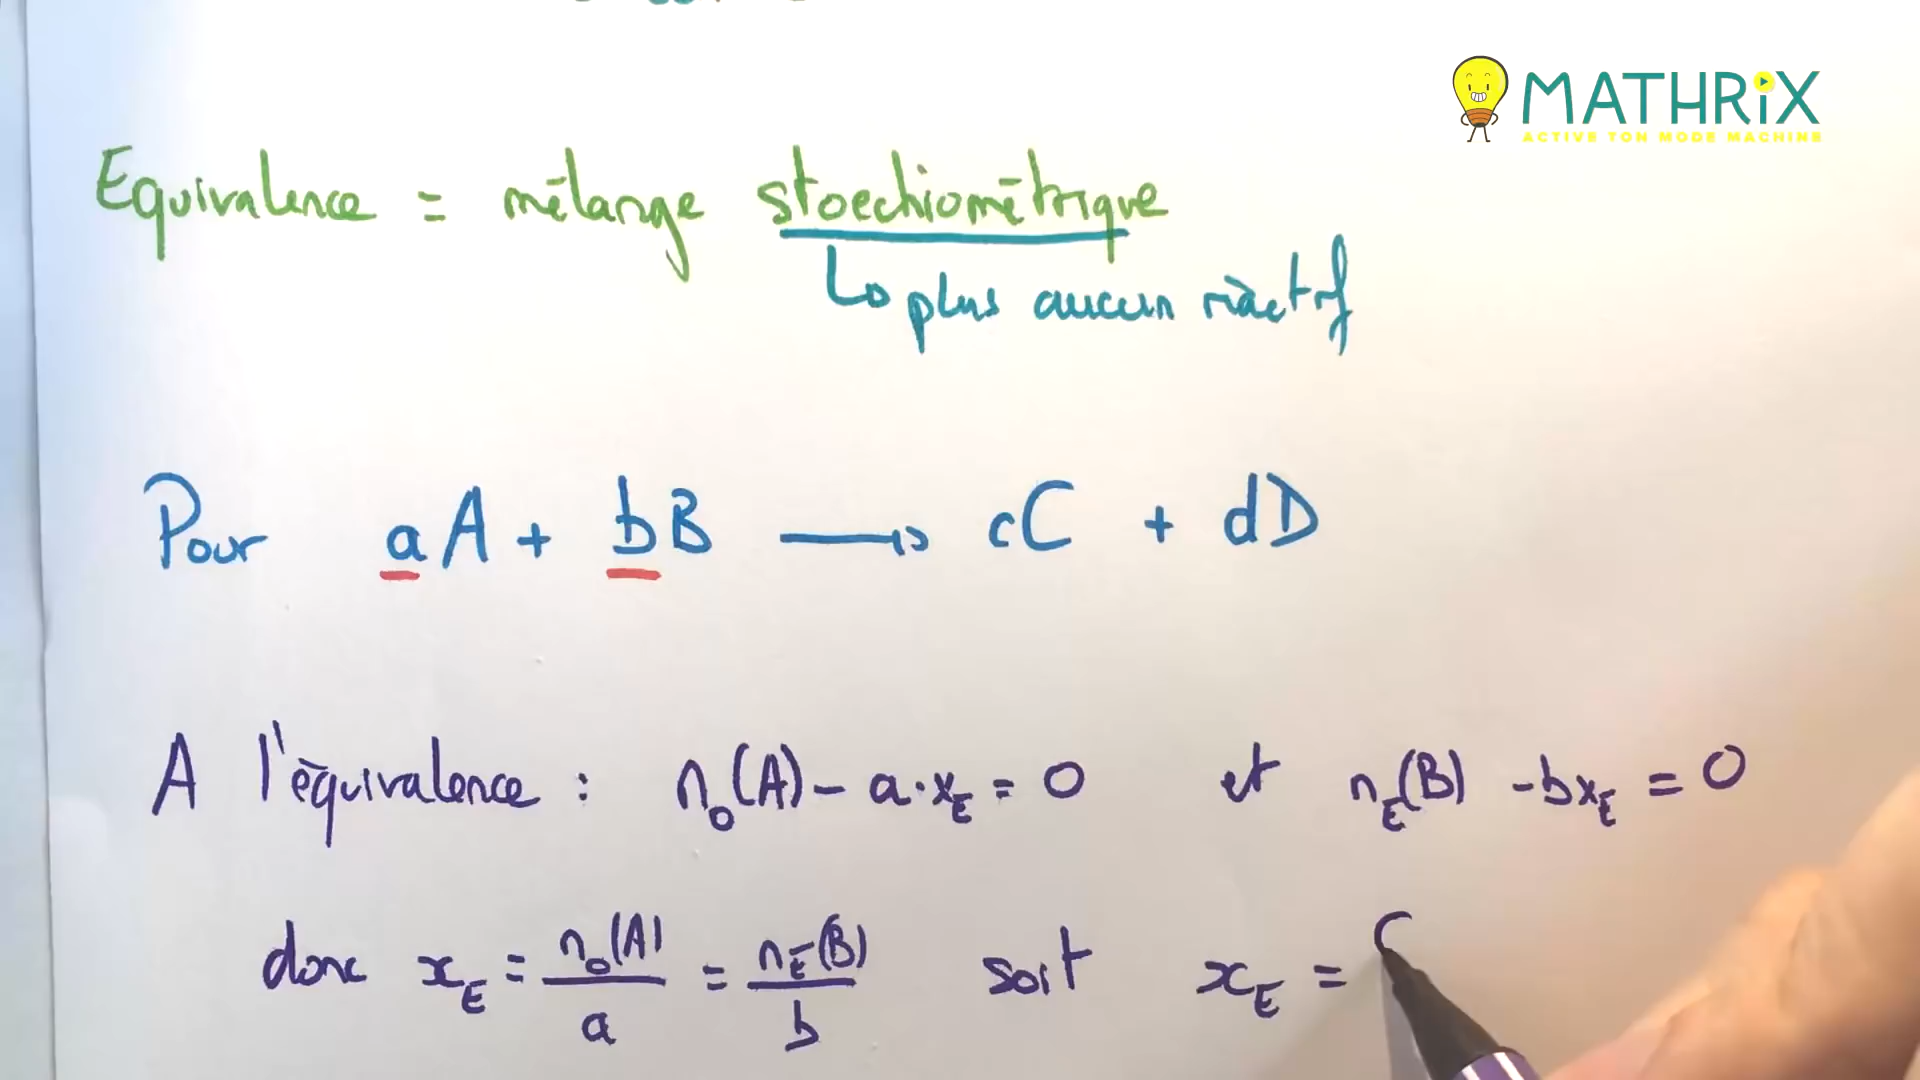 MATHRiX
ACTIVE TON MODE MACHINE
Equivalence = mélange stoechiométrique
↳ plus aucun réactif
Pour aA + bB → cC + dD
A l'équivalence : n₀(A) - a·x_E = 0 et n_E(B) - bx_E = 0
donc x_E = n₀(A)/a = n_E(B)/b soit x_E = C